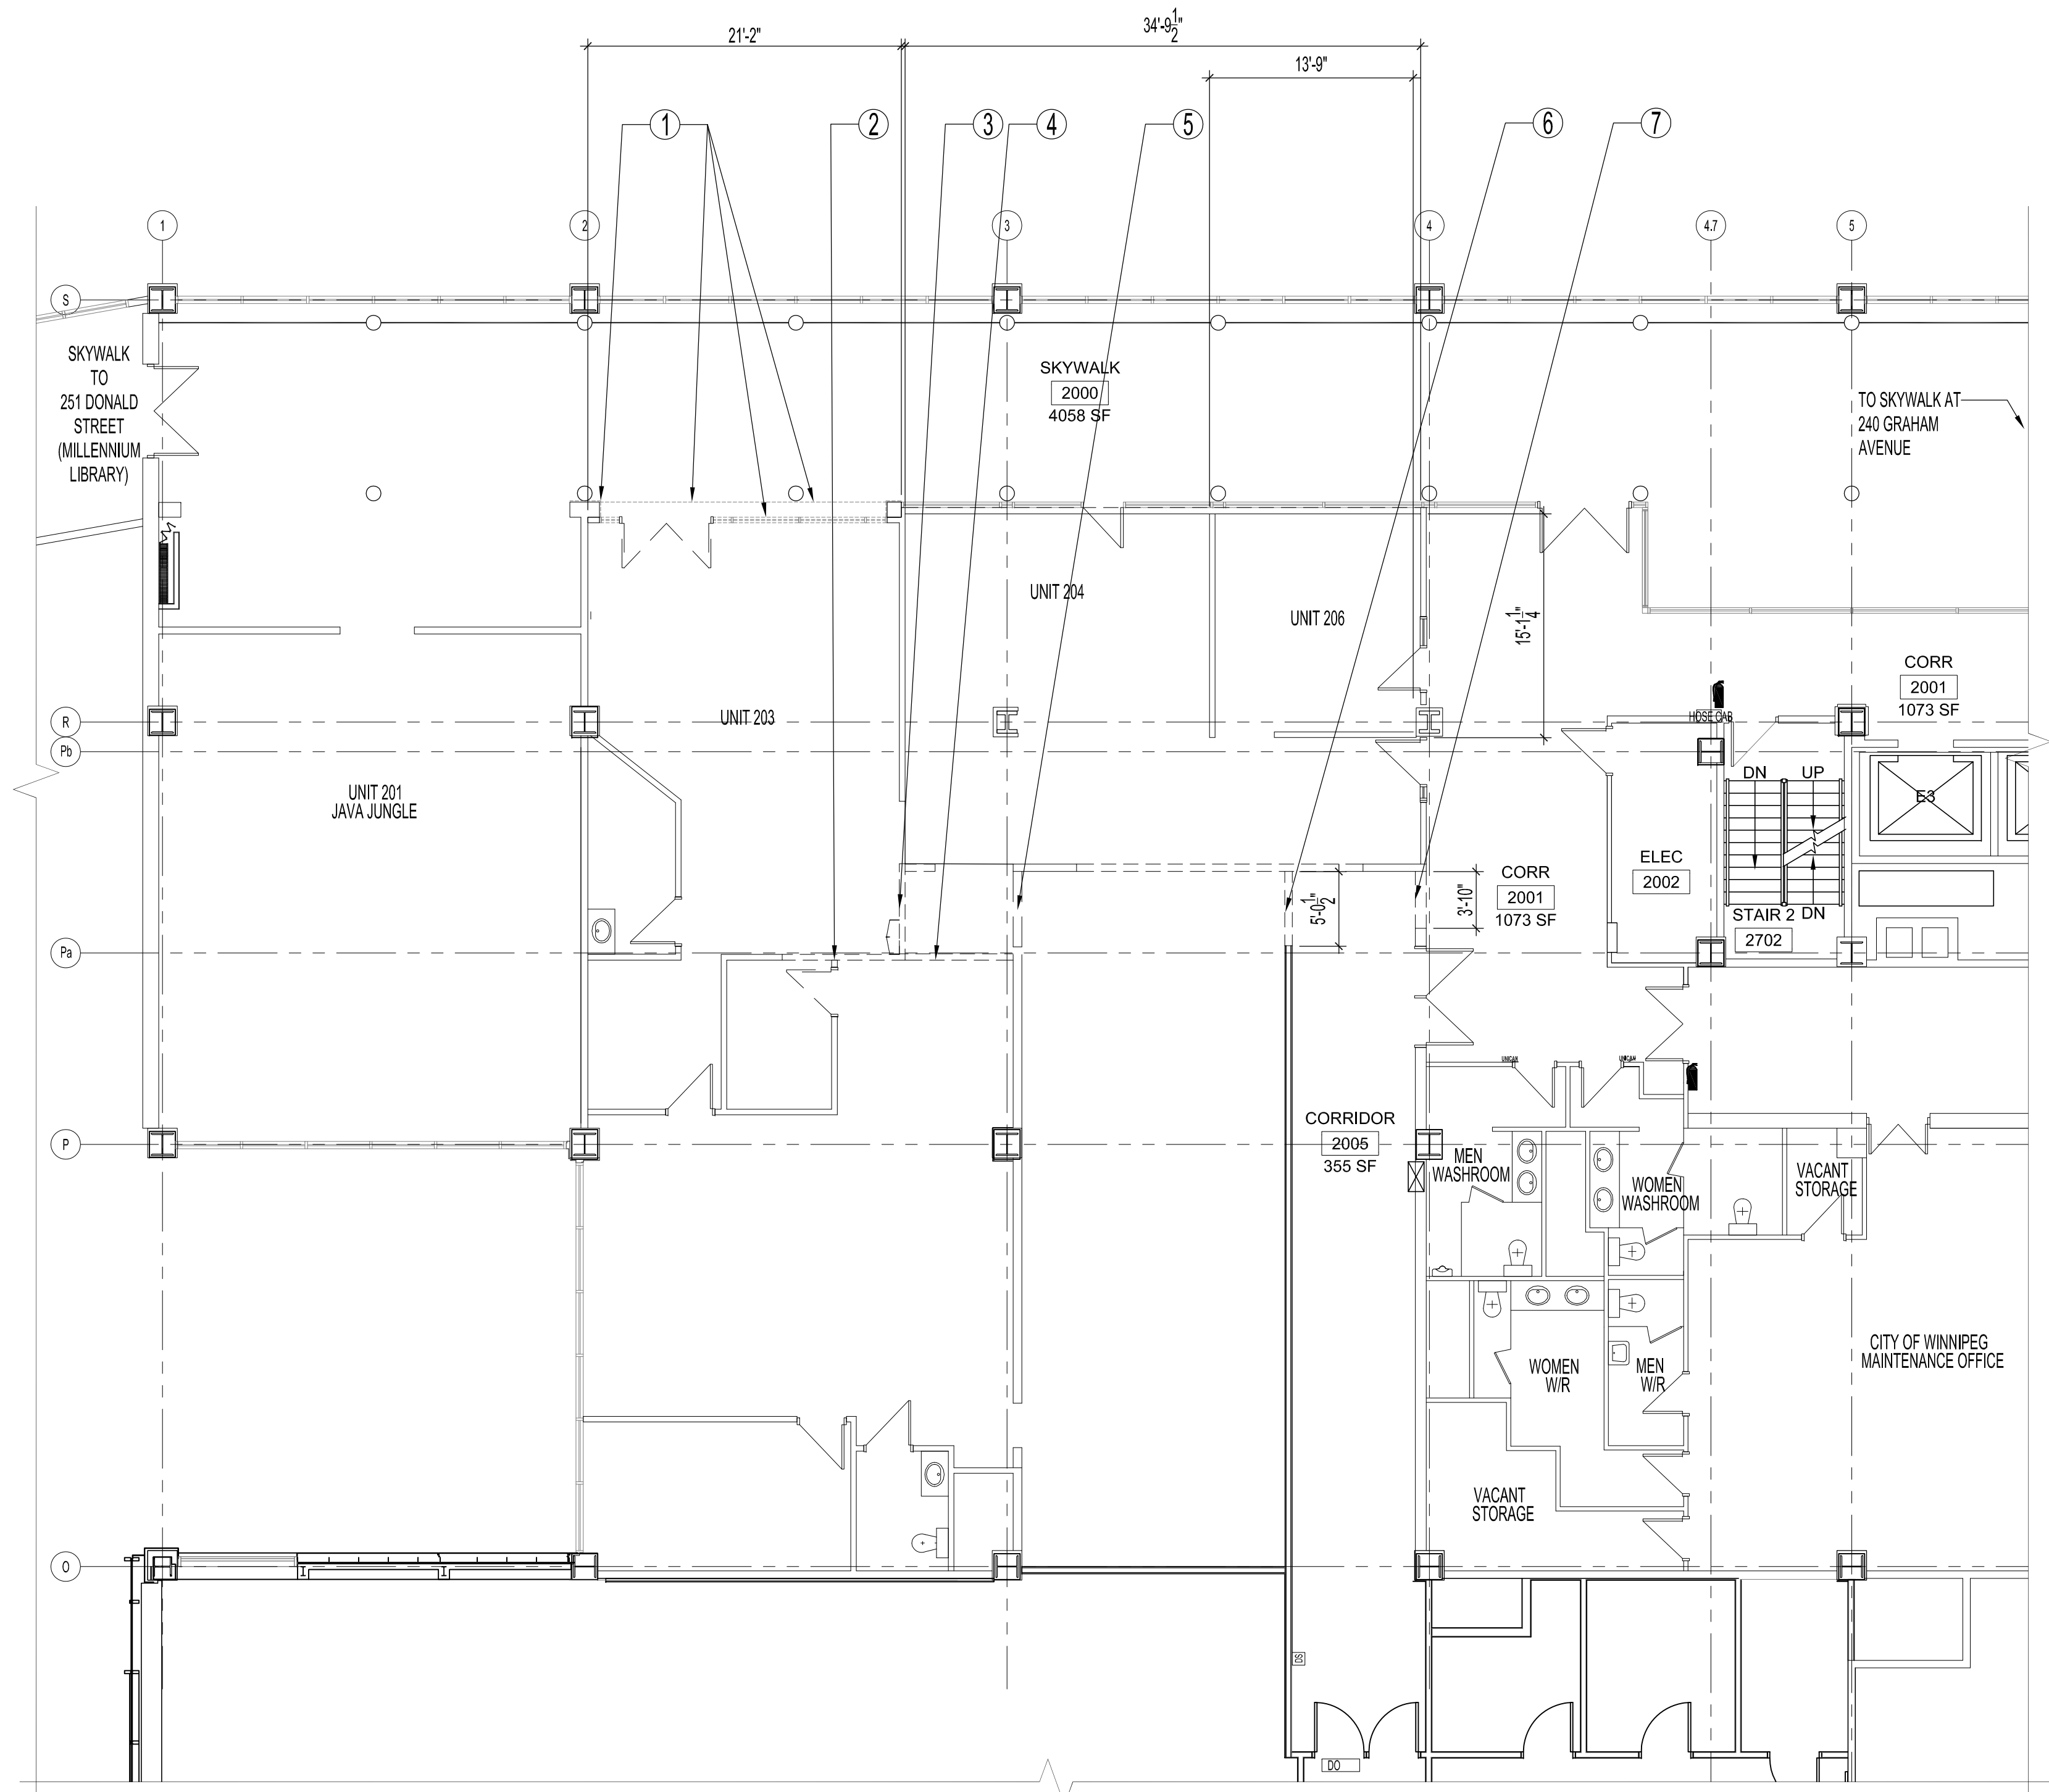 21'-2"
34'-9 1/2"
13'-9"
1
2
3
4
5
6
7
1
2
3
4
4.7
5
S
SKYWALK
TO
251 DONALD
STREET
(MILLENNIUM
LIBRARY)
SKYWALK
2000
4058 SF
TO SKYWALK AT
240 GRAHAM
AVENUE
UNIT 204
UNIT 206
15'-1 1/4"
CORR
2001
1073 SF
R
UNIT 203
HOSE CAB
Pb
UNIT 201
JAVA JUNGLE
DN
UP
E3
ELEC
2002
CORR
2001
1073 SF
5'-0 1/2"
3'-10"
STAIR 2
DN
2702
Pa
UNICAN
UNICAN
P
CORRIDOR
2005
355 SF
MEN
WASHROOM
WOMEN
WASHROOM
VACANT
STORAGE
WOMEN
W/R
MEN
W/R
CITY OF WINNIPEG
MAINTENANCE OFFICE
VACANT
STORAGE
O
DS
DO